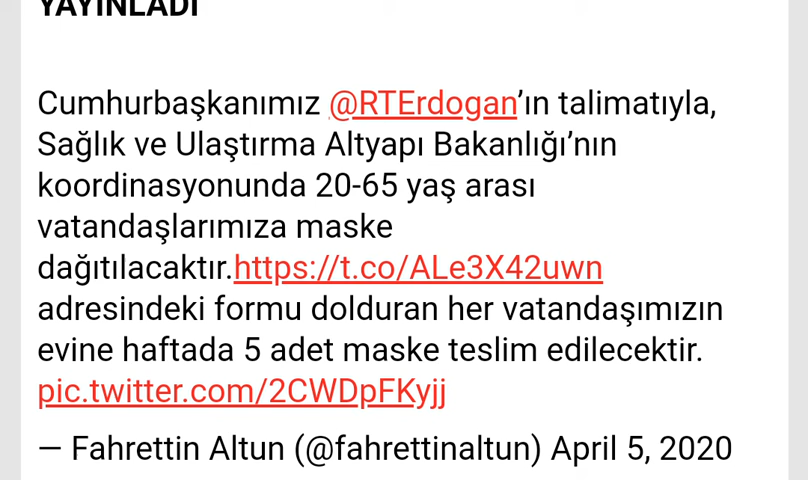 YAYINLADI
Cumhurbaşkanımız @RTErdogan’ın talimatıyla,
Sağlık ve Ulaştırma Altyapı Bakanlığı’nın
koordinasyonunda 20-65 yaş arası
vatandaşlarımıza maske
dağıtılacaktır.https://t.co/ALe3X42uwn
adresindeki formu dolduran her vatandaşımızın
evine haftada 5 adet maske teslim edilecektir.
pic.twitter.com/2CWDpFKyjj
— Fahrettin Altun (@fahrettinaltun) April 5, 2020